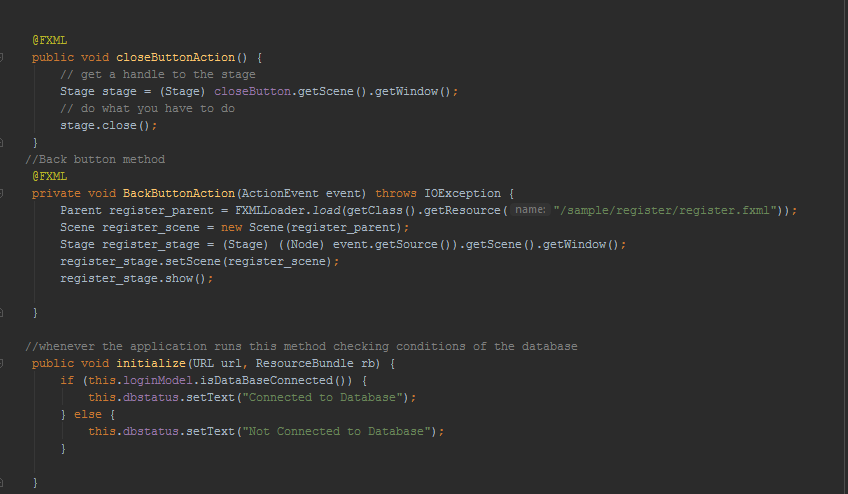 @FXML
public void closeButtonAction() {
// get a handle to the stage
Stage stage = (Stage) closeButton.getScene().getWindow();
// do what you have to do
stage.close();
}
//Back button method
@FXML
private void BackButtonAction(ActionEvent event) throws IOException {
Parent register_parent = FXMLLoader.load(getClass().getResource( name: "/sample/register/register.fxml"));
Scene register_scene = new Scene(register_parent);
Stage register_stage = (Stage) ((Node) event.getSource()).getScene().getWindow();
register_stage.setScene(register_scene);
register_stage.show();
}
//whenever the application runs this method checking conditions of the database
public void initialize(URL url, ResourceBundle rb) {
if (this.loginModel.isDataBaseConnected()) {
this.dbstatus.setText("Connected to Database");
} else {
this.dbstatus.setText("Not Connected to Database");
}
}